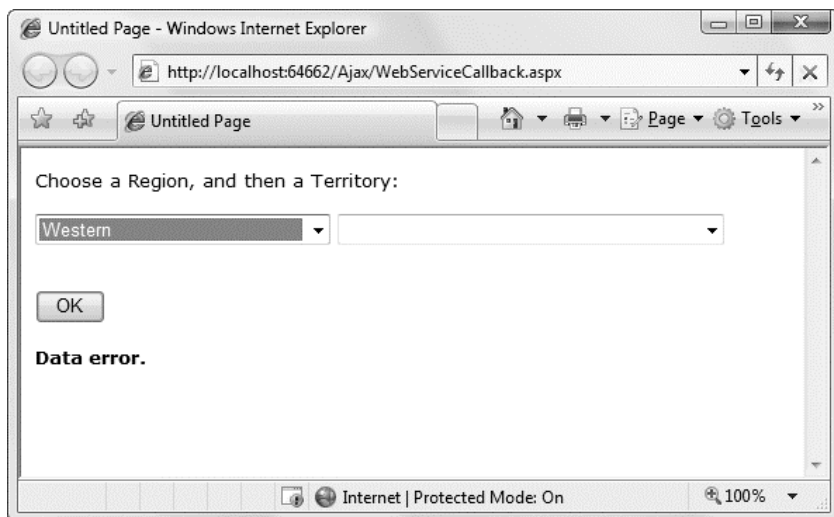 Untitled Page - Windows Internet Explorer
http://localhost:64662/Ajax/WebServiceCallback.aspx
Untitled Page
Page
Tools
»
Choose a Region, and then a Territory:
Western
OK
Data error.
Internet | Protected Mode: On
100%